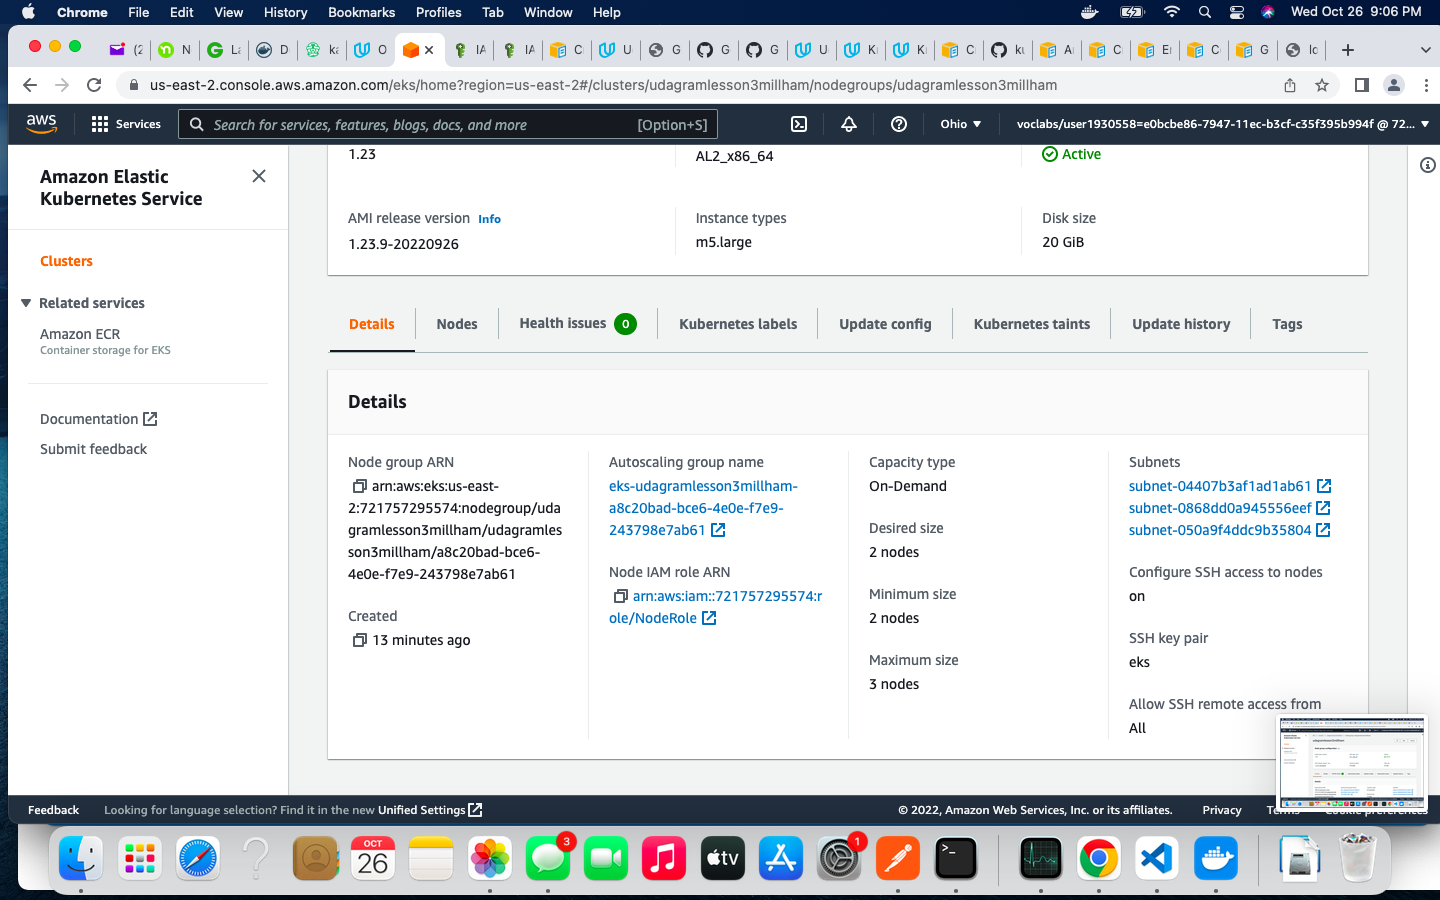 Chrome File Edit View History Bookmarks Profiles Tab Window Help Wed Oct 26 9:06 PM
us-east-2.console.aws.amazon.com/eks/home?region=us-east-2#/clusters/udagramlesson3millham/nodegroups/udagramlesson3millham
aws Services Search for services, features, blogs, docs, and more [Option+S] Ohio voclabs/user1930558=e0bcbe86-7947-11ec-b3cf-c35f395b994f @ 72...
Amazon Elastic
Kubernetes Service
Clusters
Related services
Amazon ECR
Container storage for EKS
Documentation
Submit feedback
1.23
AL2_x86_64
Active
AMI release version Info
1.23.9-20220926
Instance types
m5.large
Disk size
20 GiB
Details Nodes Health issues 0 Kubernetes labels Update config Kubernetes taints Update history Tags
Details
Node group ARN
arn:aws:eks:us-east-
2:721757295574:nodegroup/uda
gramlesson3millham/udagramles
son3millham/a8c20bad-bce6-
4e0e-f7e9-243798e7ab61
Created
13 minutes ago
Autoscaling group name
eks-udagramlesson3millham-
a8c20bad-bce6-4e0e-f7e9-
243798e7ab61
Node IAM role ARN
arn:aws:iam::721757295574:r
ole/NodeRole
Capacity type
On-Demand
Desired size
2 nodes
Minimum size
2 nodes
Maximum size
3 nodes
Subnets
subnet-04407b3af1ad1ab61
subnet-0868dd0a945556eef
subnet-050a9f4ddc9b35804
Configure SSH access to nodes
on
SSH key pair
eks
Allow SSH remote access from
All
Feedback Looking for language selection? Find it in the new Unified Settings © 2022, Amazon Web Services, Inc. or its affiliates. Privacy Terms Cookie preferences
OCT
26
3
tv
1